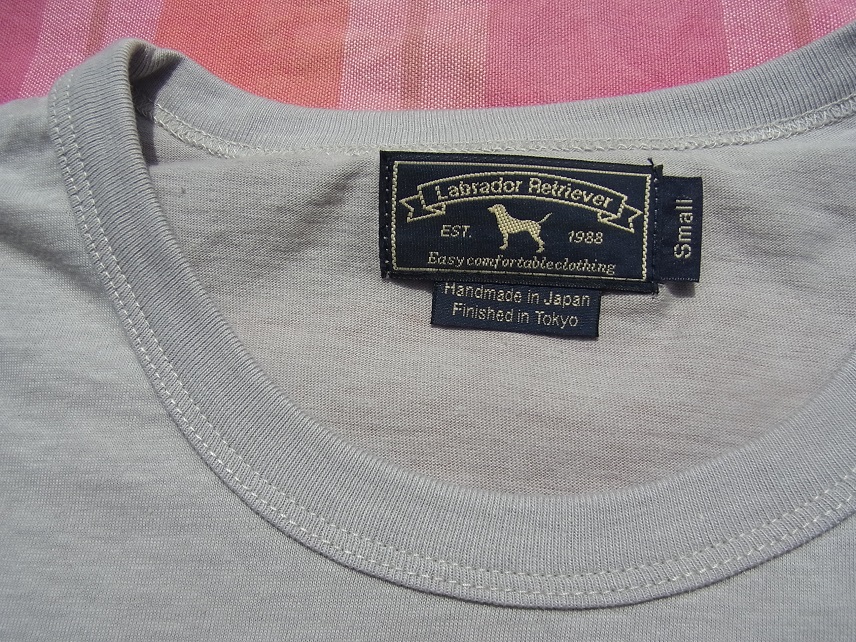 Labrador Retriever
EST. 1988
Easy comfortable clothing
Small
Handmade in Japan
Finished in Tokyo